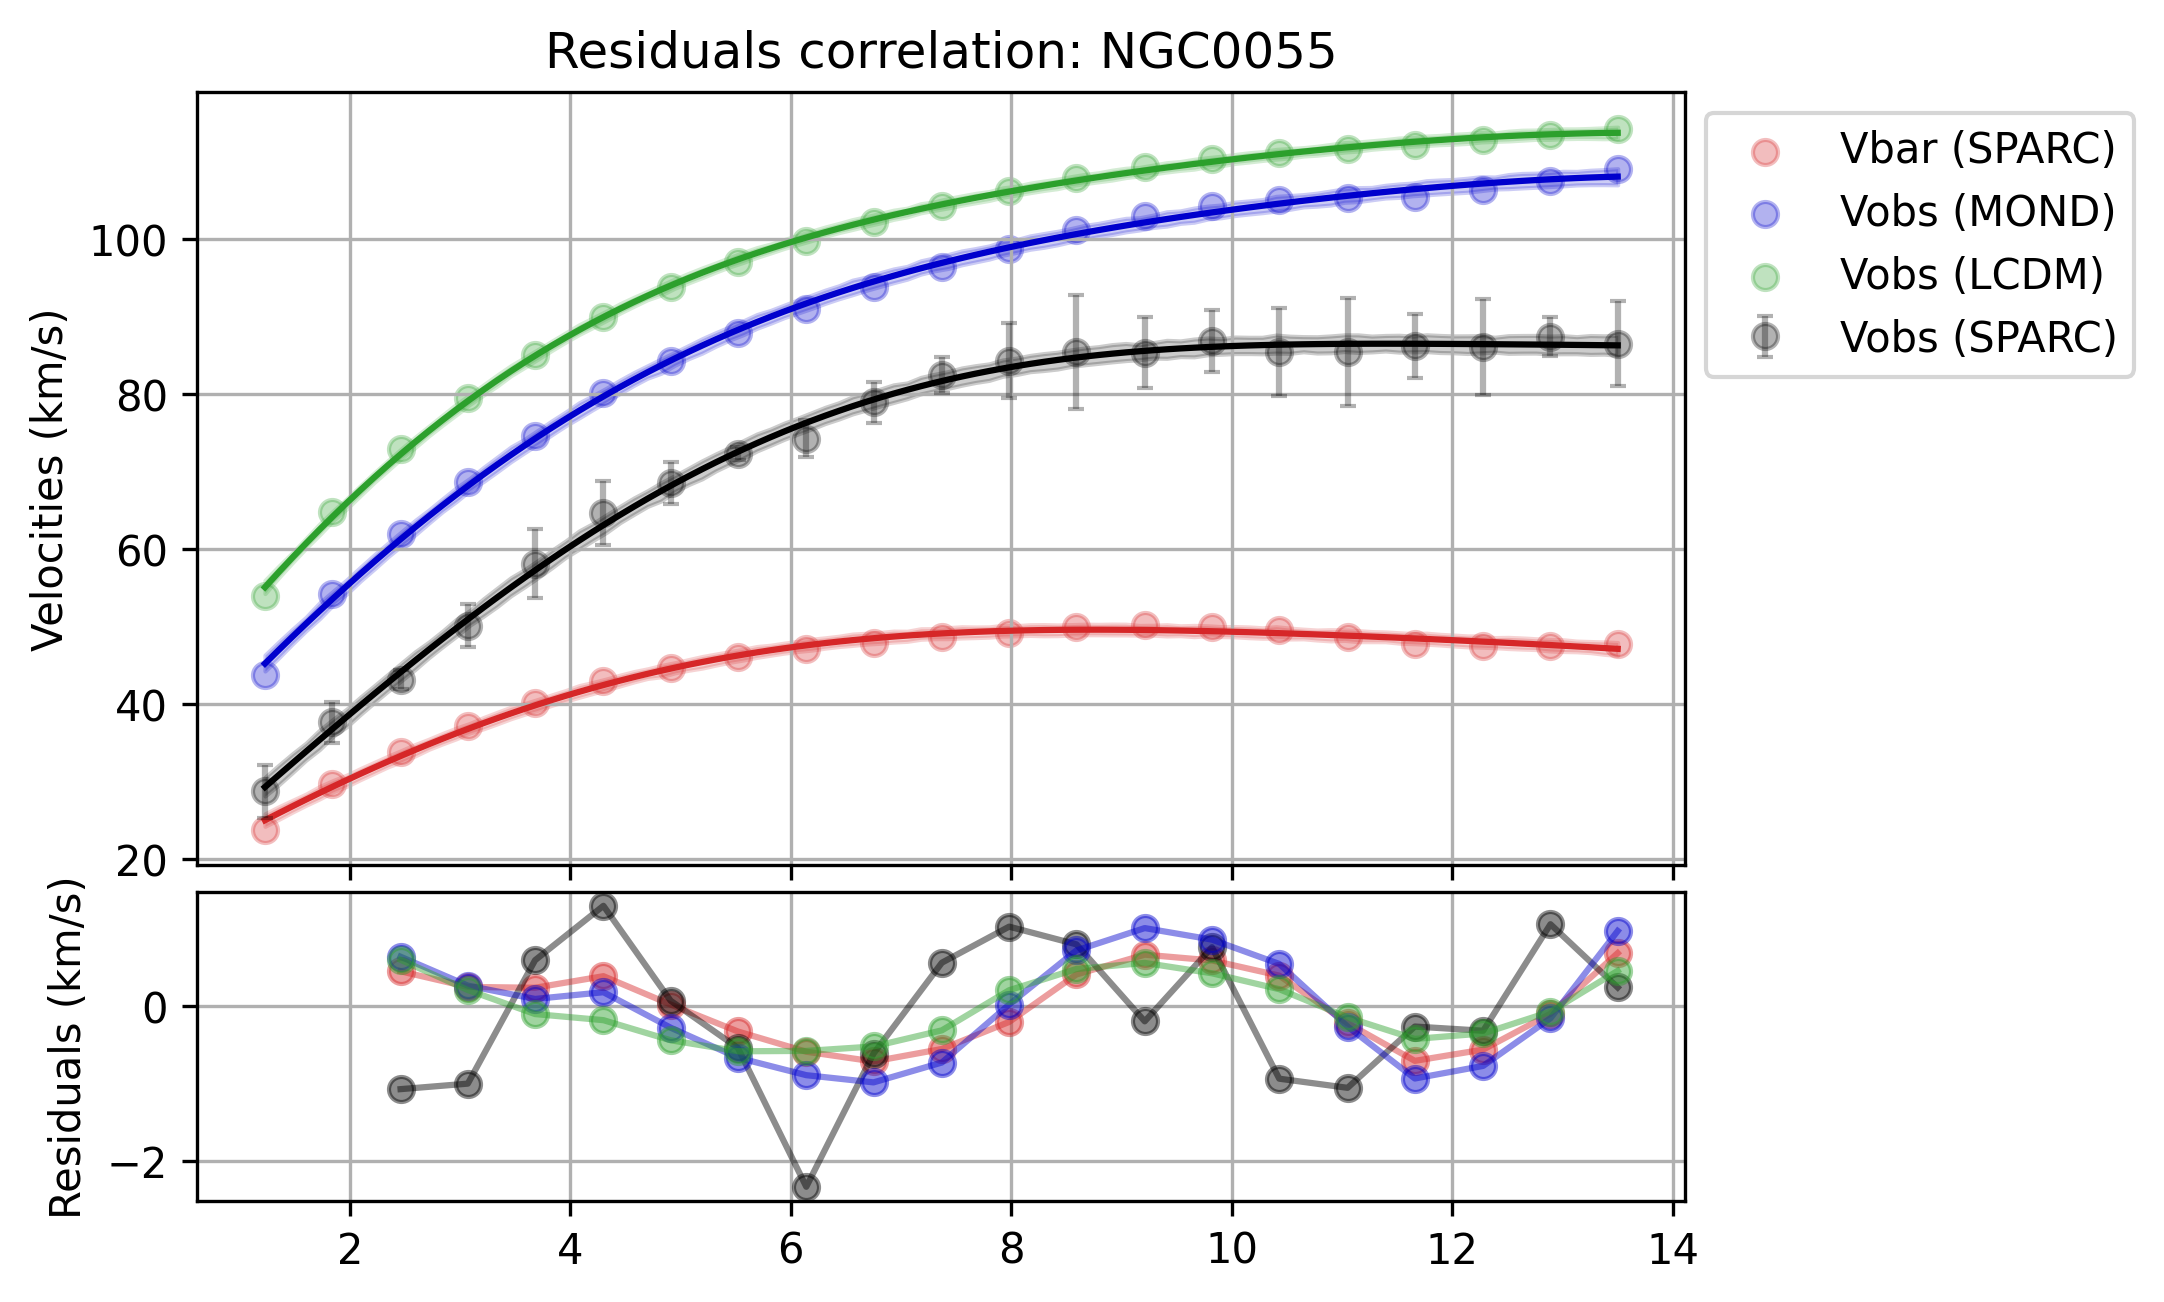 Residuals correlation: NGC0055
Velocities (km/s)
100
80
60
40
20
Vbar (SPARC)
Vobs (MOND)
Vobs (LCDM)
Vobs (SPARC)
Residuals (km/s)
0
−2
2 4 6 8 10 12 14